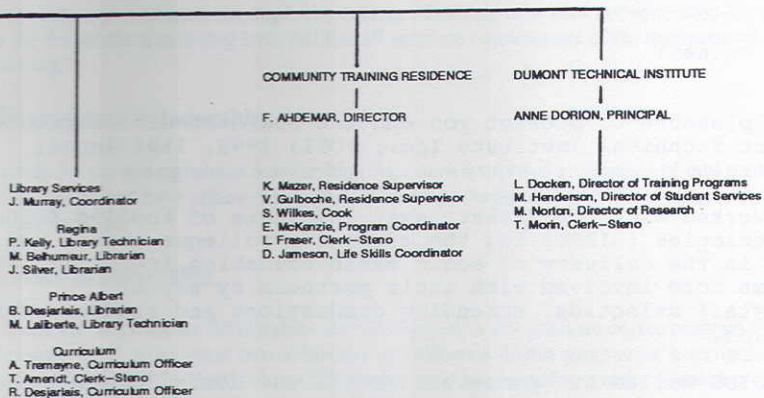 COMMUNITY TRAINING RESIDENCE
F. AHDEMAR, DIRECTOR
DUMONT TECHNICAL INSTITUTE
ANNE DORION, PRINCIPAL
Library Services
J. Murray, Coordinator
Regina
P. Kelly, Library Technician
M. Belhumeur, Librarian
J. Silver, Librarian
Prince Albert
B. Desjarlais, Librarian
M. Laliberte, Library Technician
Curriculum
A. Tremayne, Curriculum Officer
T. Amendt, Clerk-Steno
R. Desjarlais, Curriculum Officer
K. Mazer, Residence Supervisor
V. Gulboche, Residence Supervisor
S. Wilkes, Cook
E. McKenzie, Program Coordinator
L. Fraser, Clerk-Steno
D. Jameson, Life Skills Coordinator
L. Docken, Director of Training Programs
M. Henderson, Director of Student Services
M. Norton, Director of Research
T. Morin, Clerk-Steno